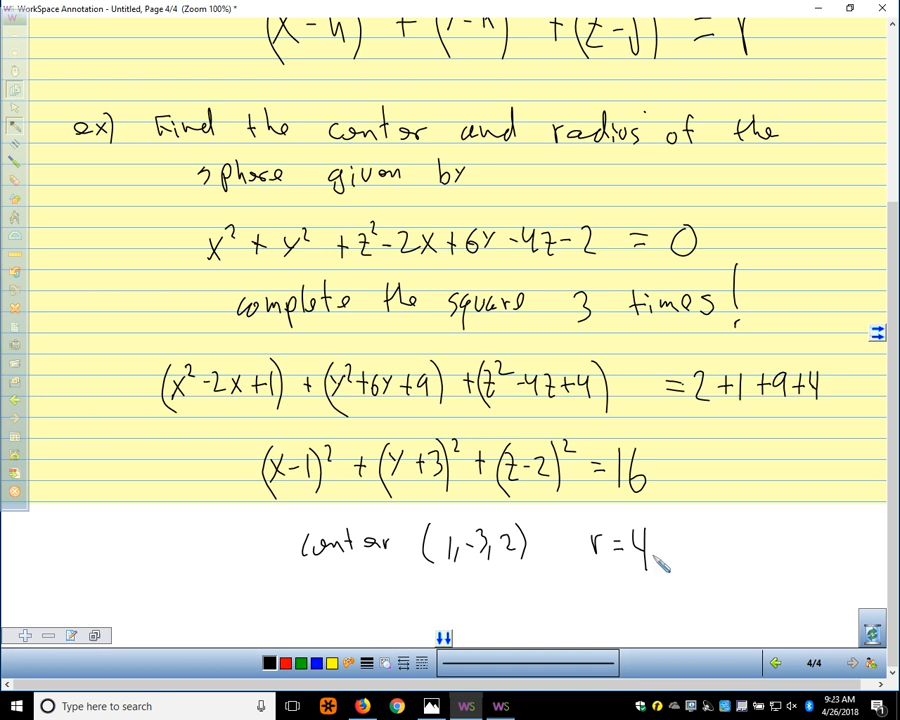 WorkSpace Annotation - Untitled, Page 4/4 (Zoom 100%) *
ex) Find the center and radius of the
sphere given by
x² + y² + z² - 2x + 6y - 4z - 2 = 0
complete the square 3 times!
(x² - 2x + 1) + (y² + 6y + 9) + (z² - 4z + 4) = 2 + 1 + 9 + 4
(x - 1)² + (y + 3)² + (z - 2)² = 16
center (1, -3, 2) r = 4
4/4
Type here to search
WS WS
9:23 AM
4/26/2018